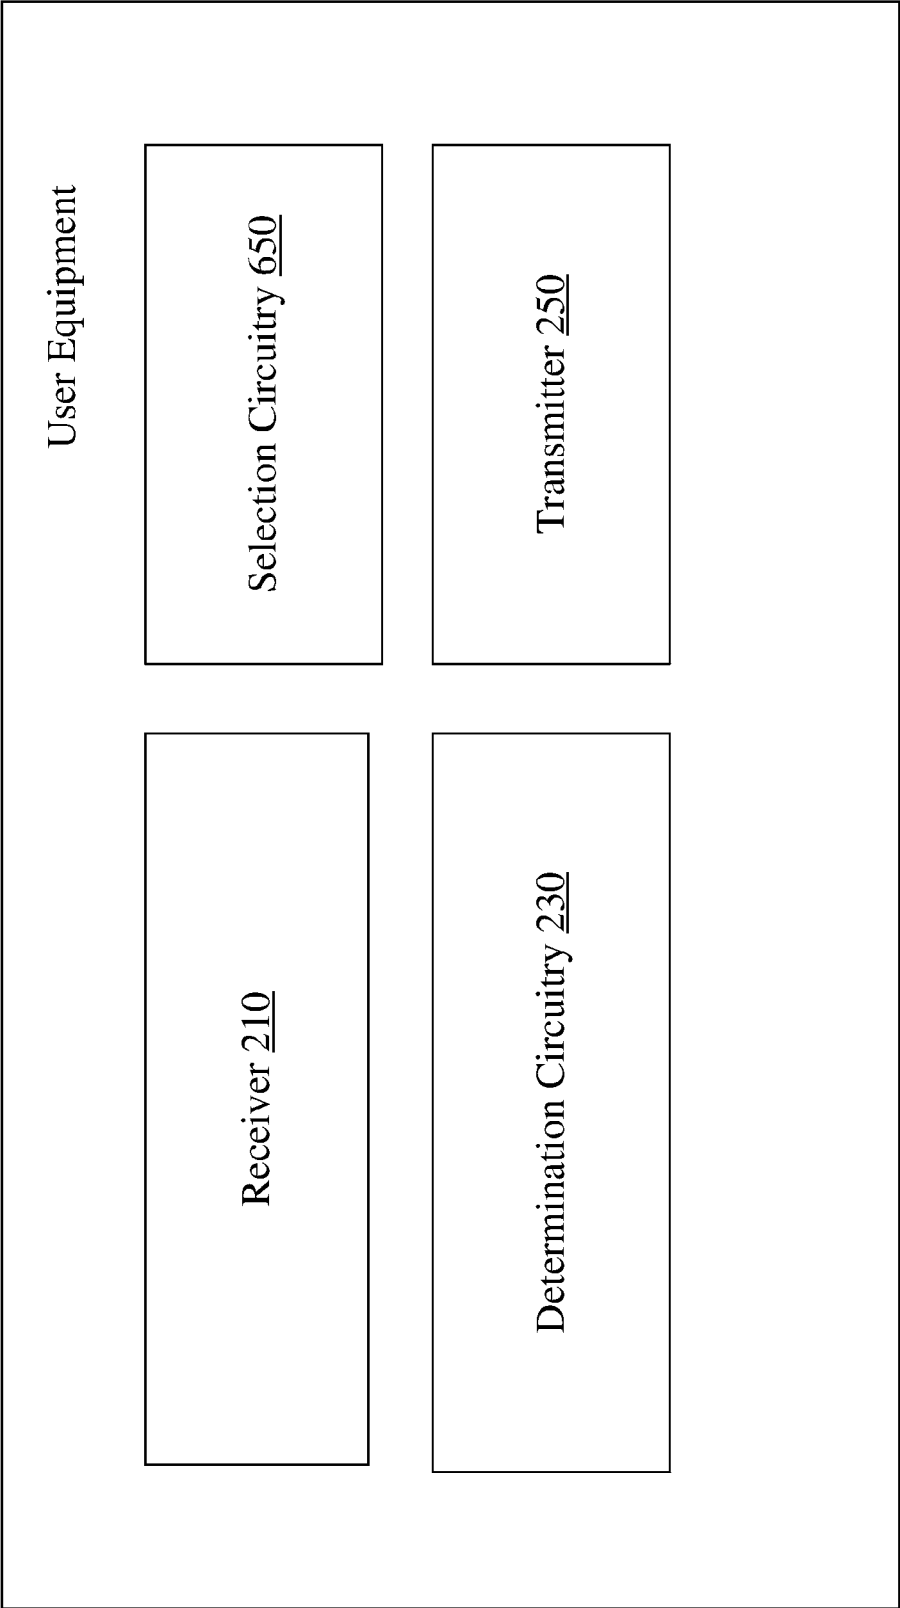 User Equipment
Receiver 210
Selection Circuitry 650
Determination Circuitry 230
Transmitter 250